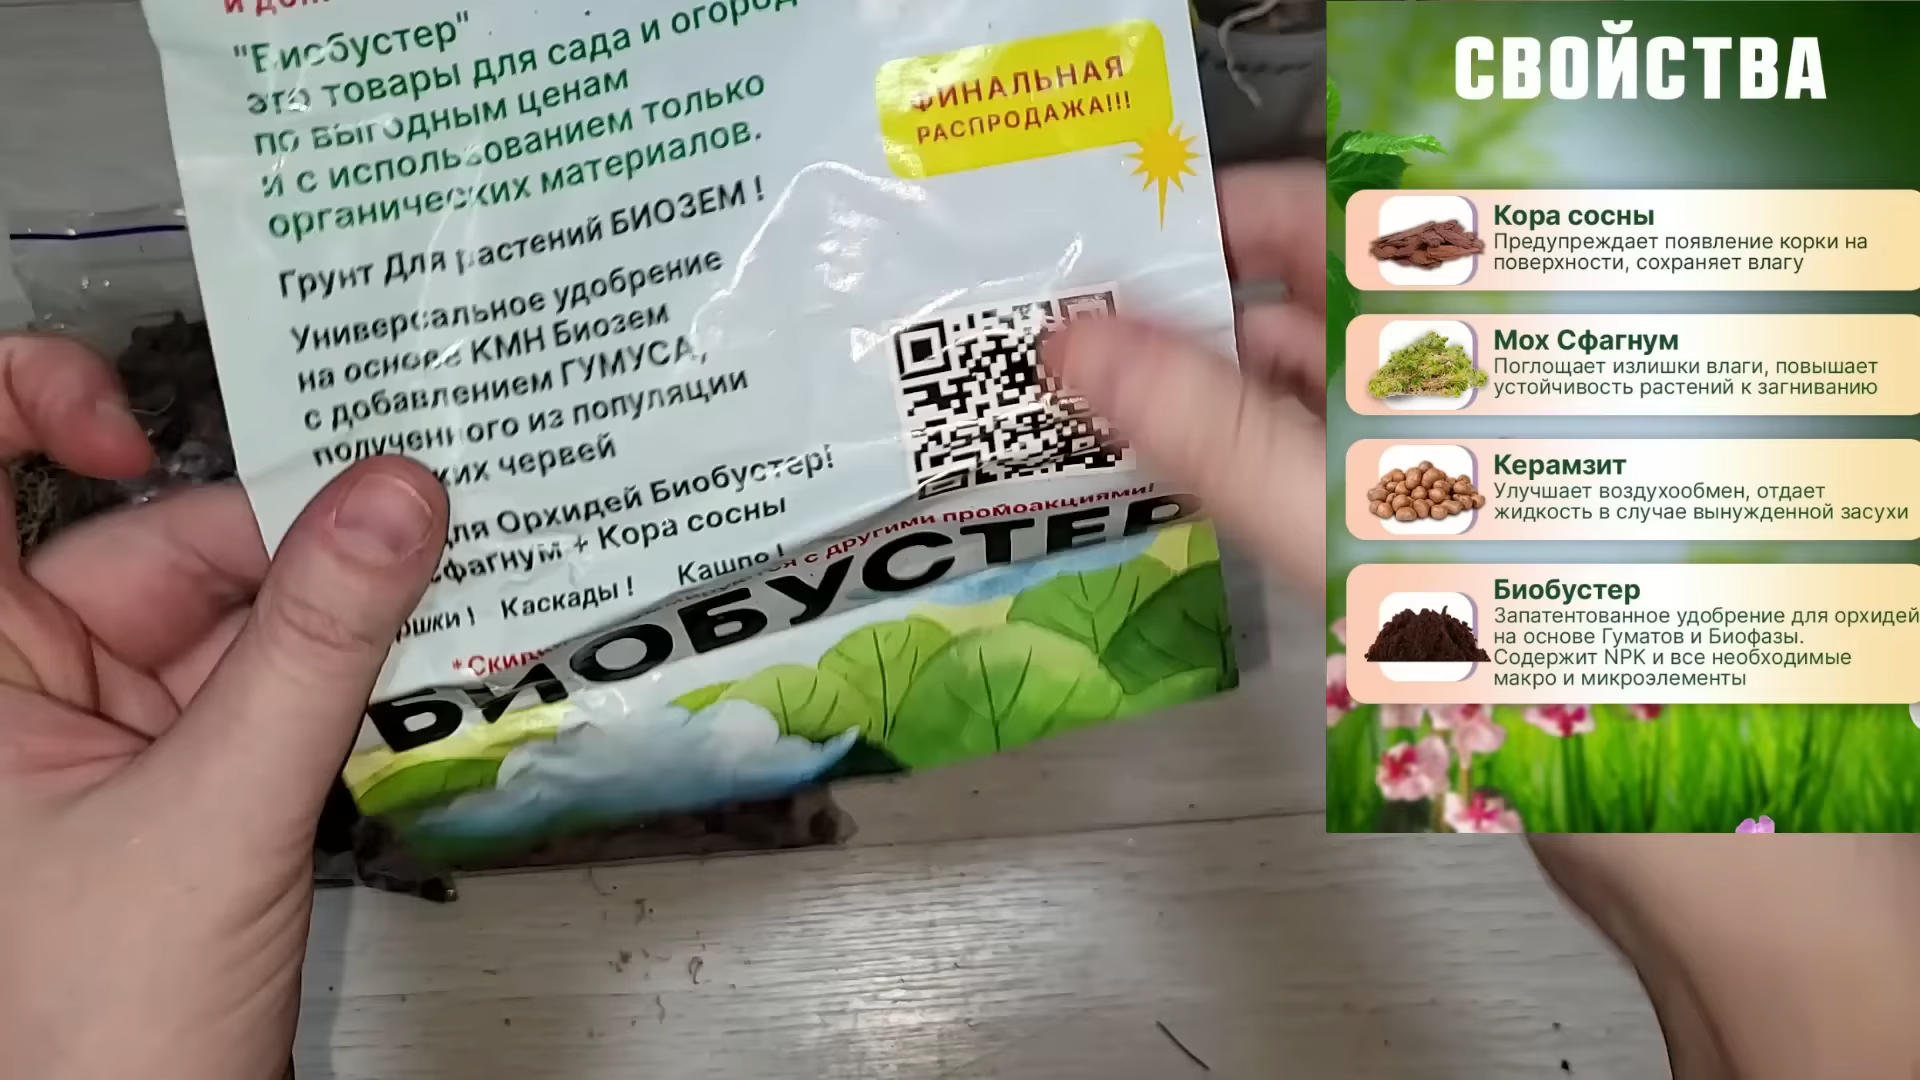 "Биобустер"
это товары для сада и огород
по выгодным ценам
и с использованием только
органических материалов.
Грунт Для растений БИОЗЕМ !
Универсальное удобрение
на основе КМН Биозем
с добавлением ГУМУСА,
полученного из популяции
ких червей
ля Орхидей Биобустер!
фагнум + Кора сосны
Каскады ! Кашпо !
с другими промоакциями!
БИОБУСТЕР
ФИНАЛЬНАЯ
РАСПРОДАЖА!!!
СВОЙСТВА
Кора сосны
Предупреждает появление корки на
поверхности, сохраняет влагу
Мох Сфагнум
Поглощает излишки влаги, повышает
устойчивость растений к загниванию
Керамзит
Улучшает воздухообмен, отдает
жидкость в случае вынужденной засухи
Биобустер
Запатентованное удобрение для орхидей
на основе Гуматов и Биофазы.
Содержит NPK и все необходимые
макро и микроэлементы